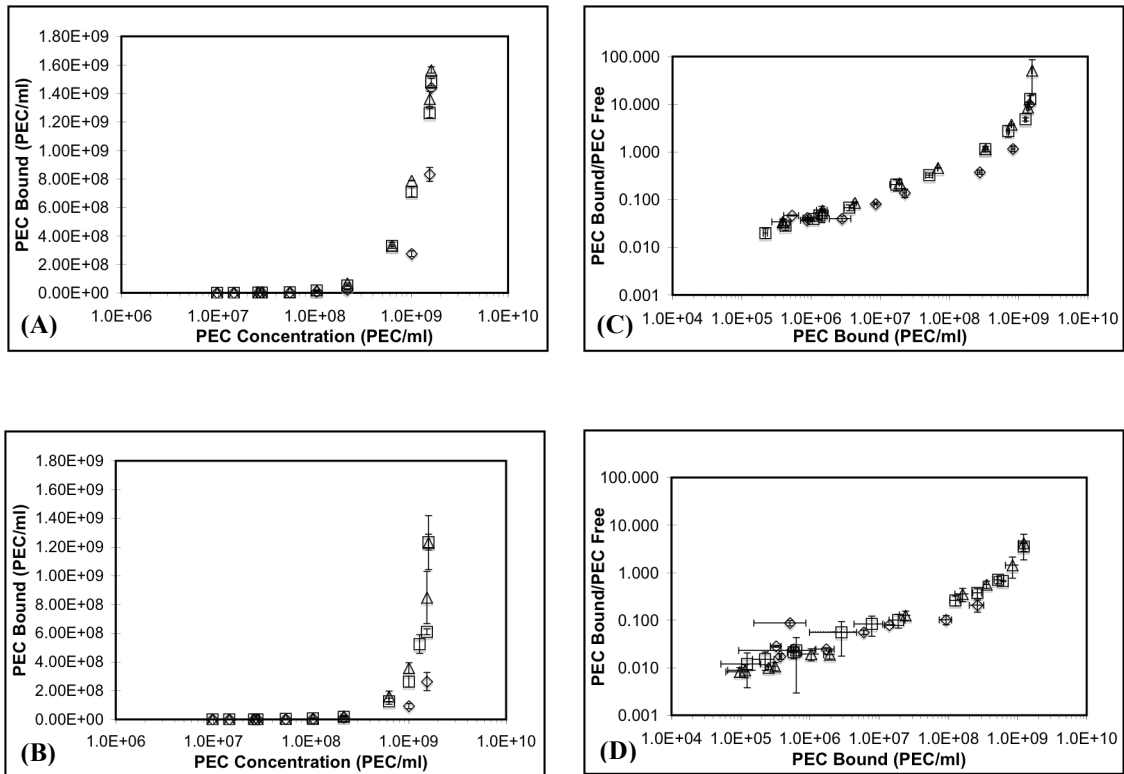 1.80E+09
1.60E+09
1.40E+09
1.20E+09
1.00E+09
8.00E+08
6.00E+08
4.00E+08
2.00E+08
0.00E+00
PEC Bound (PEC/ml)
1.0E+06 1.0E+07 1.0E+08 1.0E+09 1.0E+10
PEC Concentration (PEC/ml)
(A)
100.000
10.000
1.000
0.100
0.010
0.001
PEC Bound/PEC Free
1.0E+04 1.0E+05 1.0E+06 1.0E+07 1.0E+08 1.0E+09 1.0E+10
PEC Bound (PEC/ml)
(C)
1.80E+09
1.60E+09
1.40E+09
1.20E+09
1.00E+09
8.00E+08
6.00E+08
4.00E+08
2.00E+08
0.00E+00
PEC Bound (PEC/ml)
1.0E+06 1.0E+07 1.0E+08 1.0E+09 1.0E+10
PEC Concentration (PEC/ml)
(B)
100.000
10.000
1.000
0.100
0.010
0.001
PEC Bound/PEC Free
1.0E+04 1.0E+05 1.0E+06 1.0E+07 1.0E+08 1.0E+09 1.0E+10
PEC Bound (PEC/ml)
(D)